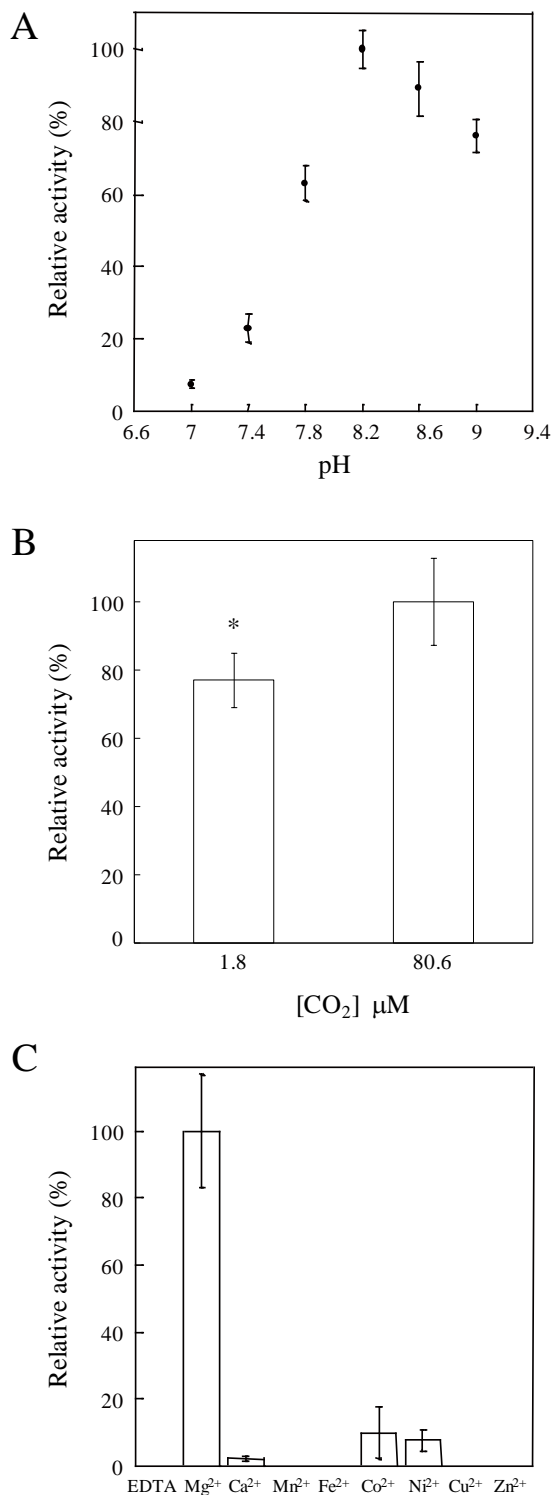 A
Relative activity (%)
100
80
60
40
20
0
6.6 7 7.4 7.8 8.2 8.6 9 9.4
pH
B
Relative activity (%)
100
80
60
40
20
0
*
1.8 80.6
[CO₂] μM
C
Relative activity (%)
100
80
60
40
20
0
EDTA Mg²⁺ Ca²⁺ Mn²⁺ Fe²⁺ Co²⁺ Ni²⁺ Cu²⁺ Zn²⁺